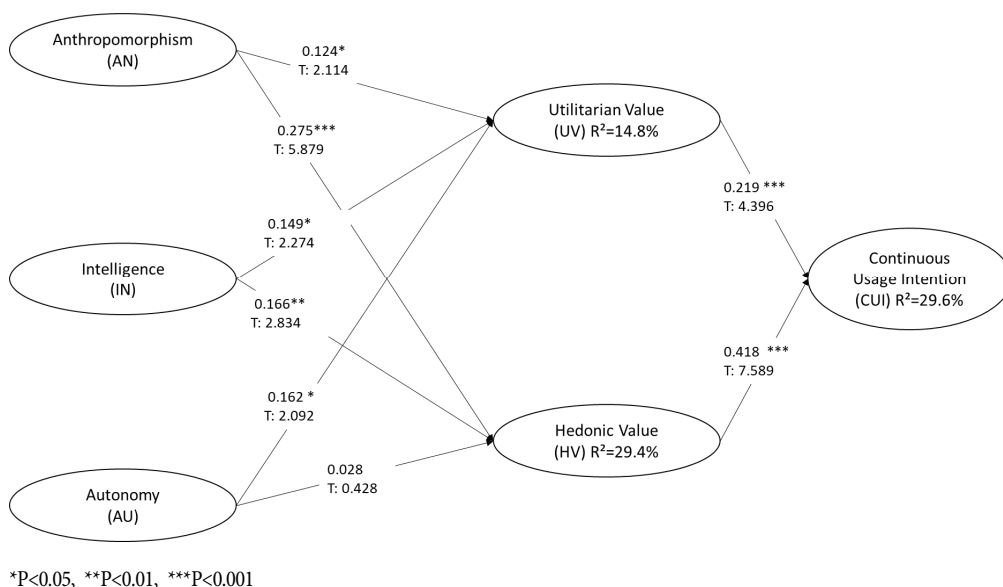 Anthropomorphism
(AN)
0.124*
T: 2.114
0.275***
T: 5.879
Utilitarian Value
(UV) R²=14.8%
0.219 ***
T: 4.396
0.149*
T: 2.274
Intelligence
(IN)
0.166**
T: 2.834
Continuous
Usage Intention
(CUI) R²=29.6%
0.418 ***
T: 7.589
0.162 *
T: 2.092
Hedonic Value
(HV) R²=29.4%
0.028
T: 0.428
Autonomy
(AU)
*P<0.05, **P<0.01, ***P<0.001